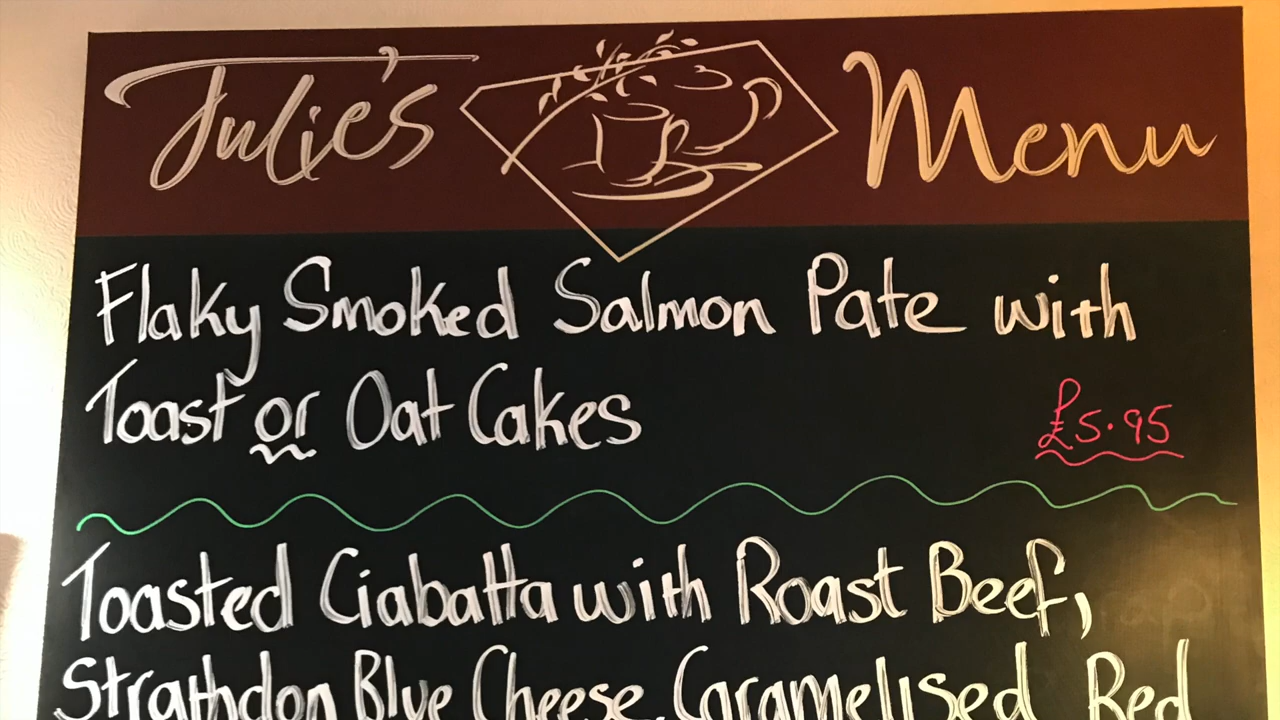 Julie's Menu
Flaky Smoked Salmon Pate with
Toast or Oat Cakes
£5.95
Toasted Ciabatta with Roast Beef,
Strathdon Blue Cheese, Caramelised Red